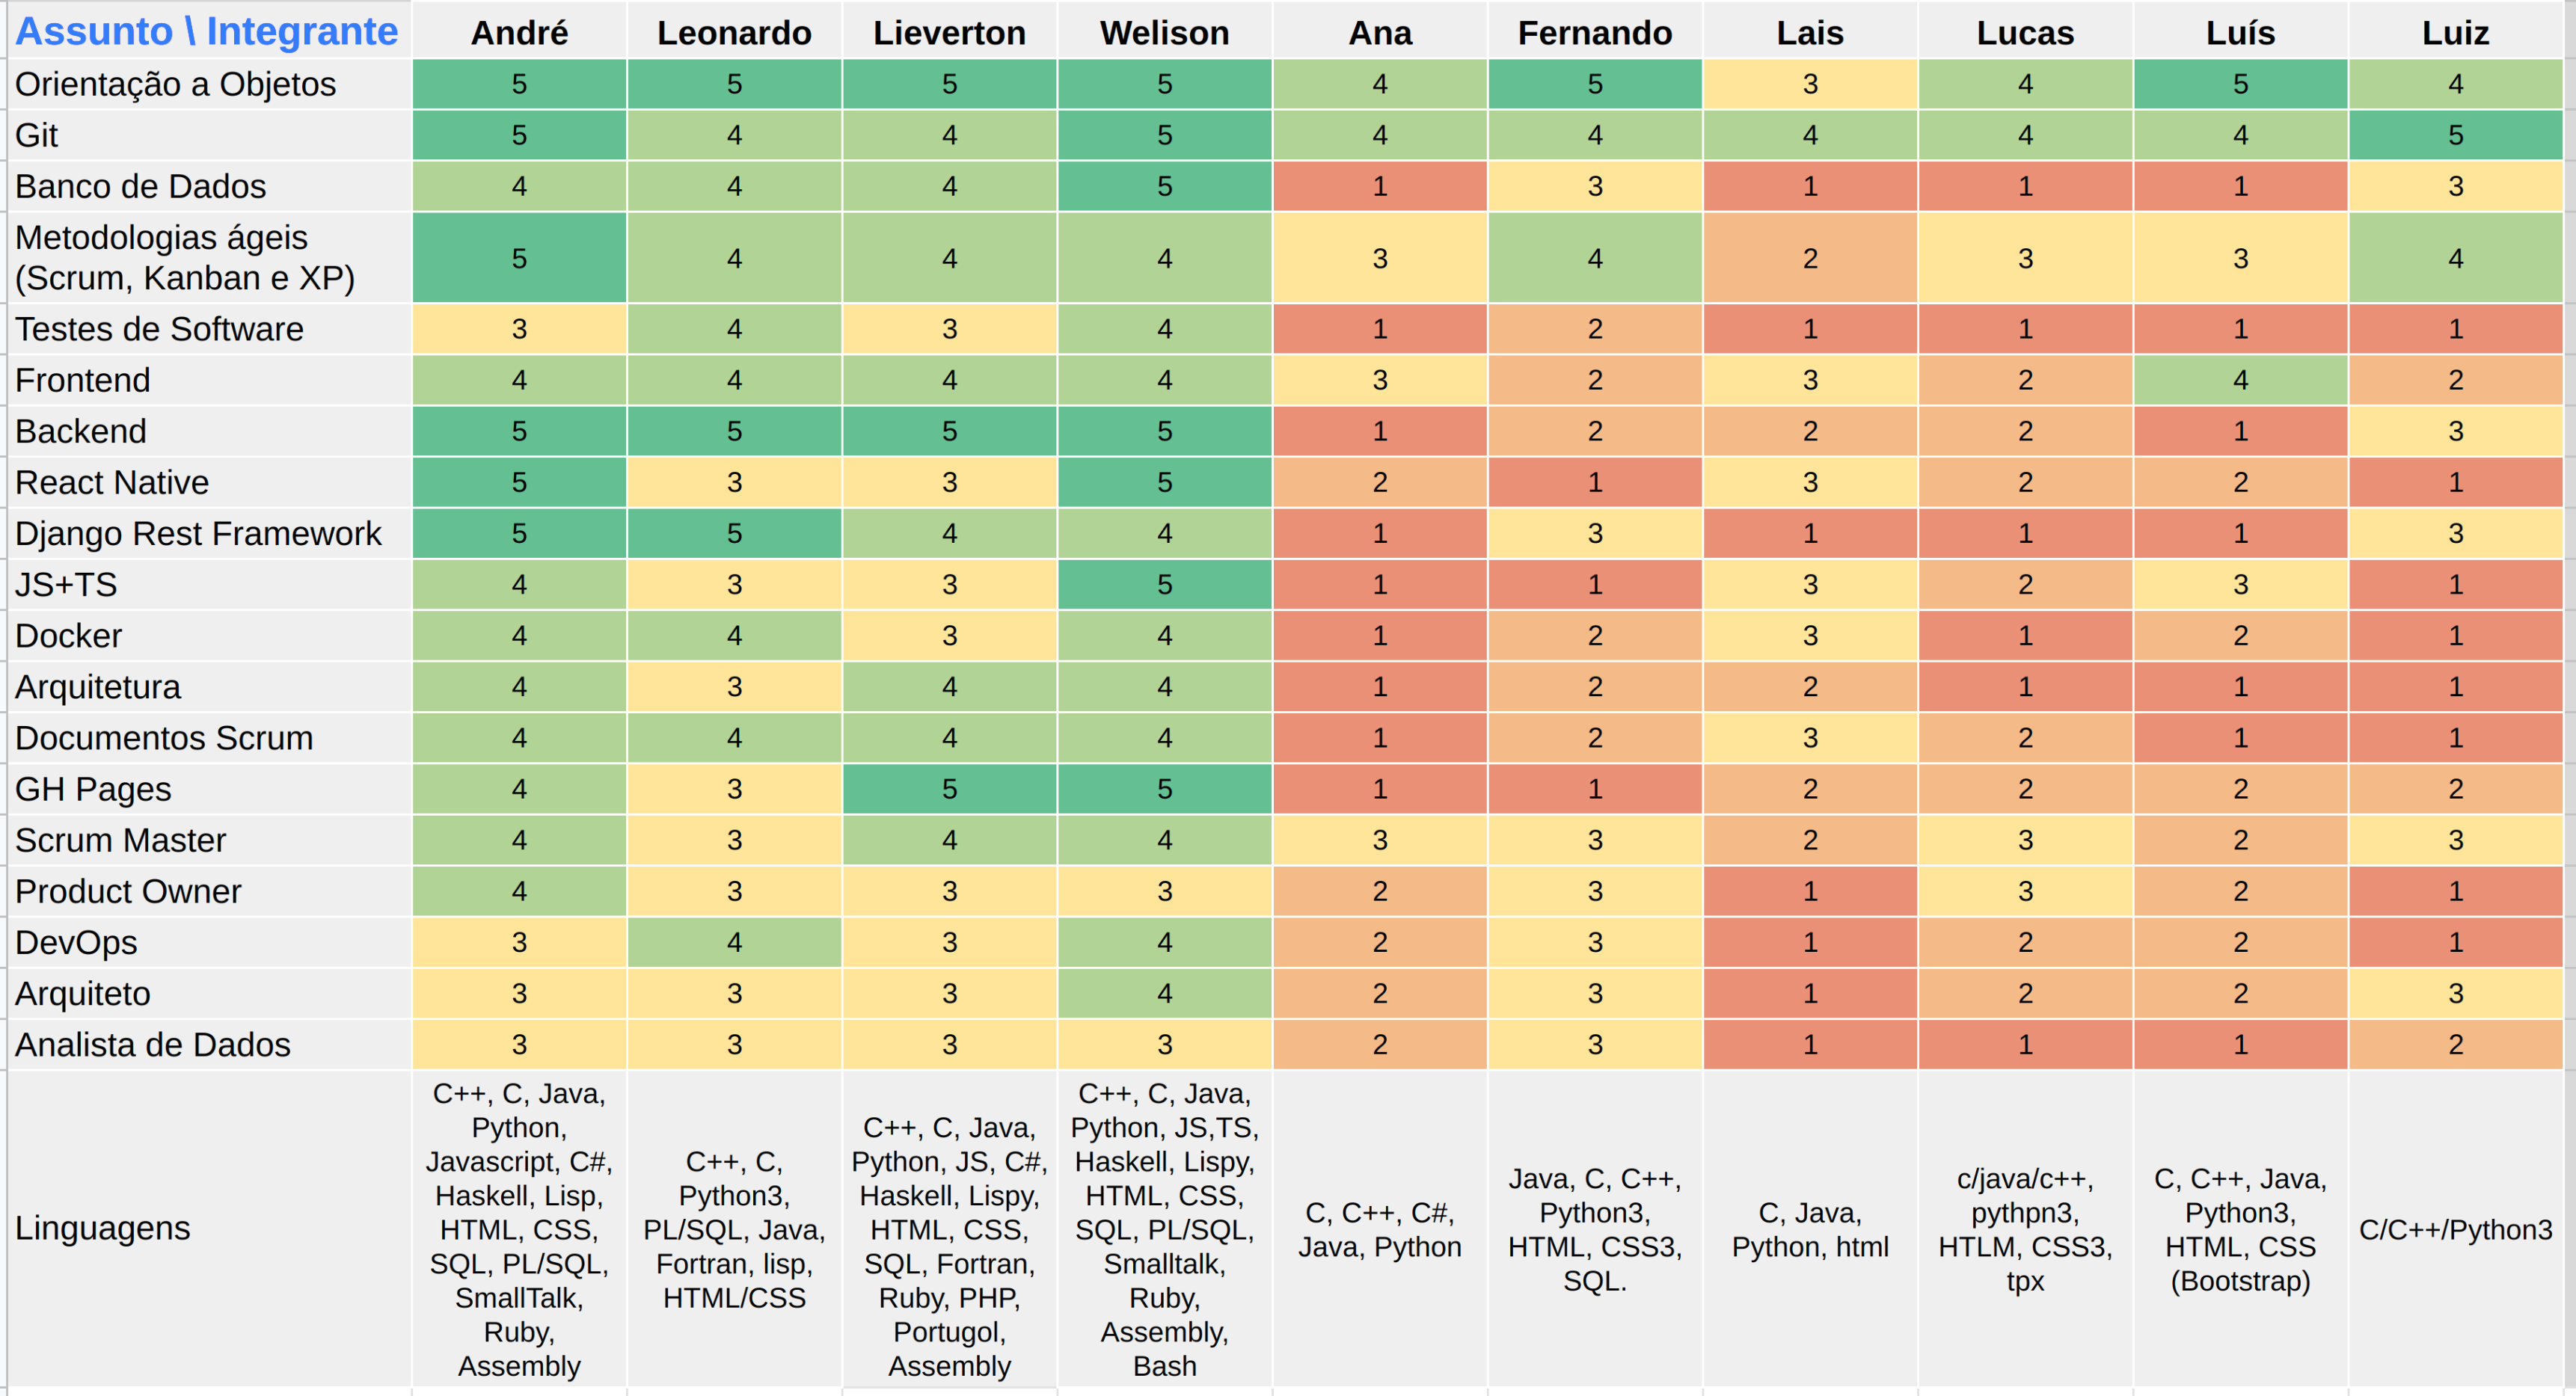 Assunto \ Integrante André Leonardo Lieverton Welison Ana Fernando Lais Lucas Luís Luiz
Orientação a Objetos 5 5 5 5 4 5 3 4 5 4
Git 5 4 4 5 4 4 4 4 4 5
Banco de Dados 4 4 4 5 1 3 1 1 1 3
Metodologias ágeis
(Scrum, Kanban e XP) 5 4 4 4 3 4 2 3 3 4
Testes de Software 3 4 3 4 1 2 1 1 1 1
Frontend 4 4 4 4 3 2 3 2 4 2
Backend 5 5 5 5 1 2 2 2 1 3
React Native 5 3 3 5 2 1 3 2 2 1
Django Rest Framework 5 5 4 4 1 3 1 1 1 3
JS+TS 4 3 3 5 1 1 3 2 3 1
Docker 4 4 3 4 1 2 3 1 2 1
Arquitetura 4 3 4 4 1 2 2 1 1 1
Documentos Scrum 4 4 4 4 1 2 3 2 1 1
GH Pages 4 3 5 5 1 1 2 2 2 2
Scrum Master 4 3 4 4 3 3 2 3 2 3
Product Owner 4 3 3 3 2 3 1 3 2 1
DevOps 3 4 3 4 2 3 1 2 2 1
Arquiteto 3 3 3 4 2 3 1 2 2 3
Analista de Dados 3 3 3 3 2 3 1 1 1 2
Linguagens
C++, C, Java,
Python,
Javascript, C#,
Haskell, Lisp,
HTML, CSS,
SQL, PL/SQL,
SmallTalk,
Ruby,
Assembly
C++, C,
Python3,
PL/SQL, Java,
Fortran, lisp,
HTML/CSS
C++, C, Java,
Python, JS, C#,
Haskell, Lispy,
HTML, CSS,
SQL, Fortran,
Ruby, PHP,
Portugol,
Assembly
C++, C, Java,
Python, JS,TS,
Haskell, Lispy,
HTML, CSS,
SQL, PL/SQL,
Smalltalk,
Ruby,
Assembly,
Bash
C, C++, C#,
Java, Python
Java, C, C++,
Python3,
HTML, CSS3,
SQL.
C, Java,
Python, html
c/java/c++,
pythpn3,
HTLM, CSS3,
tpx
C, C++, Java,
Python3,
HTML, CSS
(Bootstrap)
C/C++/Python3